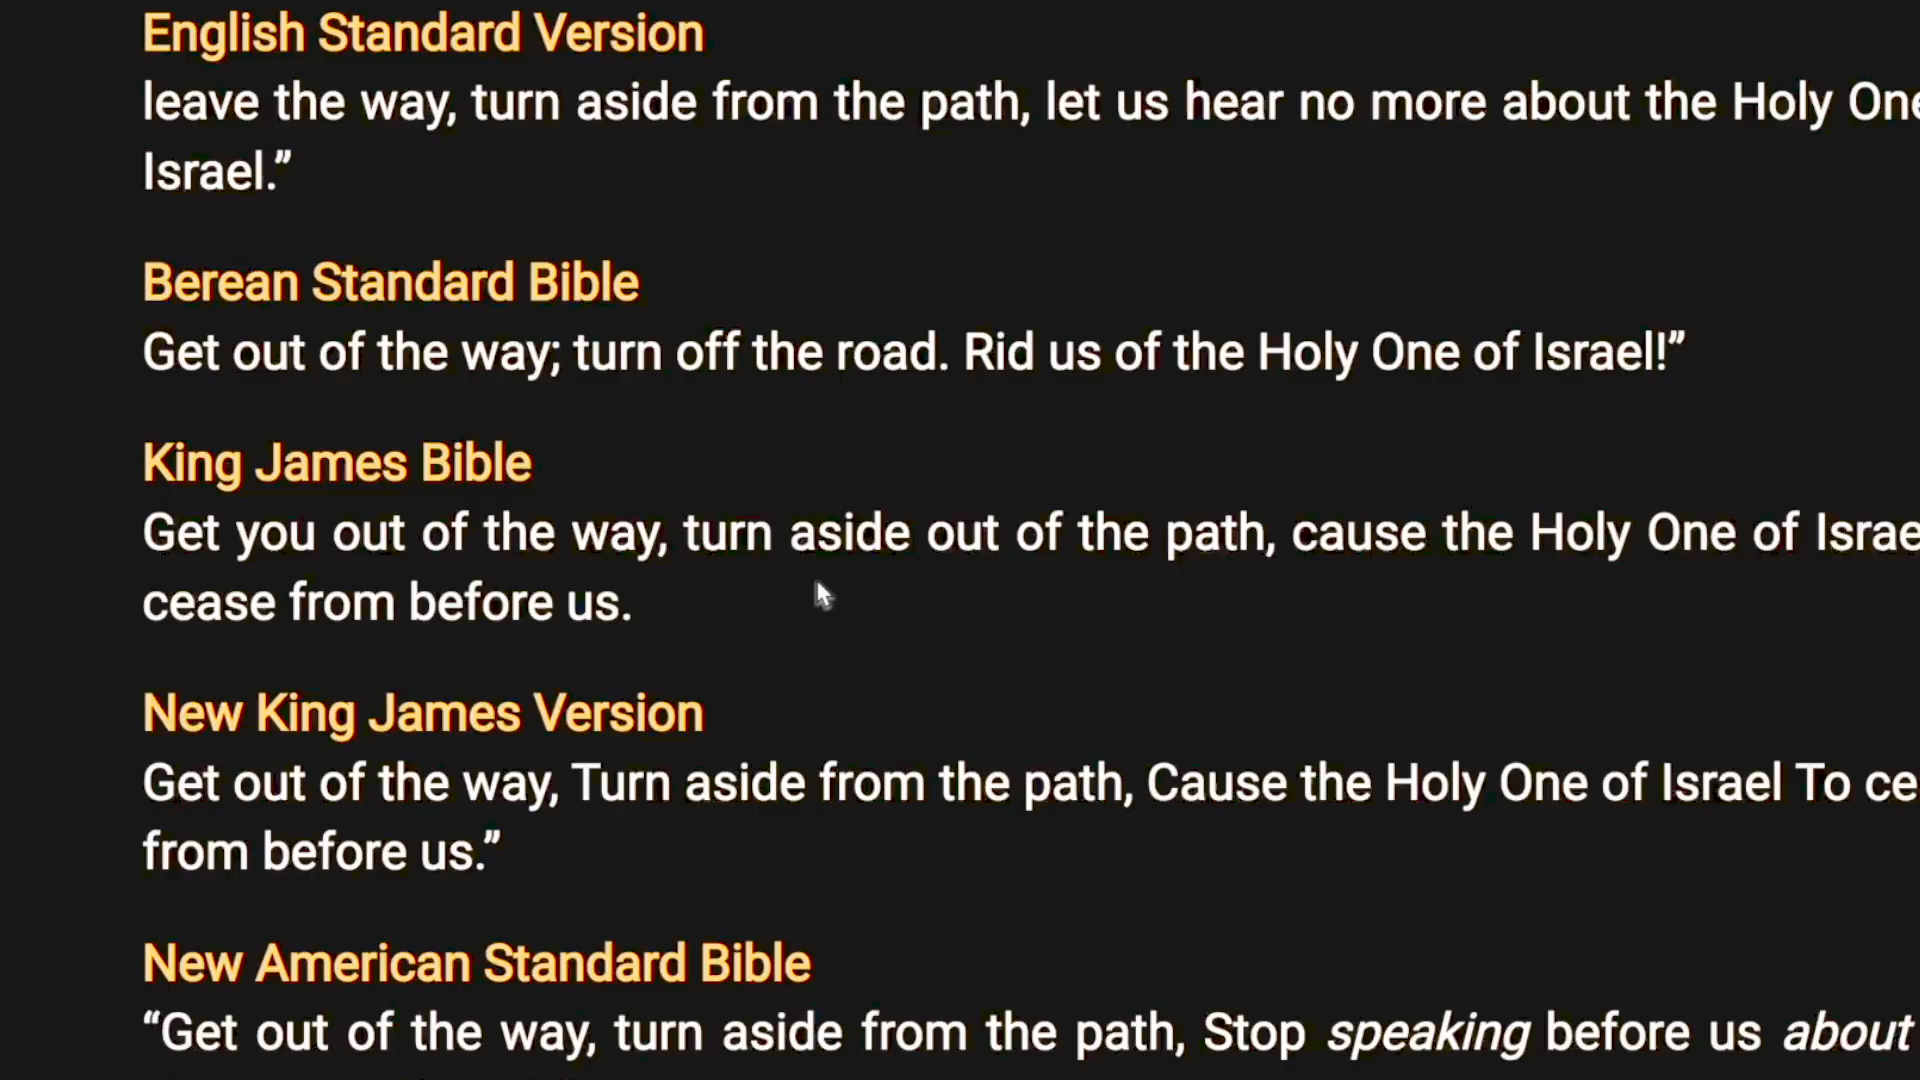 English Standard Version
leave the way, turn aside from the path, let us hear no more about the Holy One
Israel.”
Berean Standard Bible
Get out of the way; turn off the road. Rid us of the Holy One of Israel!”
King James Bible
Get you out of the way, turn aside out of the path, cause the Holy One of Israe
cease from before us.
New King James Version
Get out of the way, Turn aside from the path, Cause the Holy One of Israel To ce
from before us.”
New American Standard Bible
“Get out of the way, turn aside from the path, Stop speaking before us about